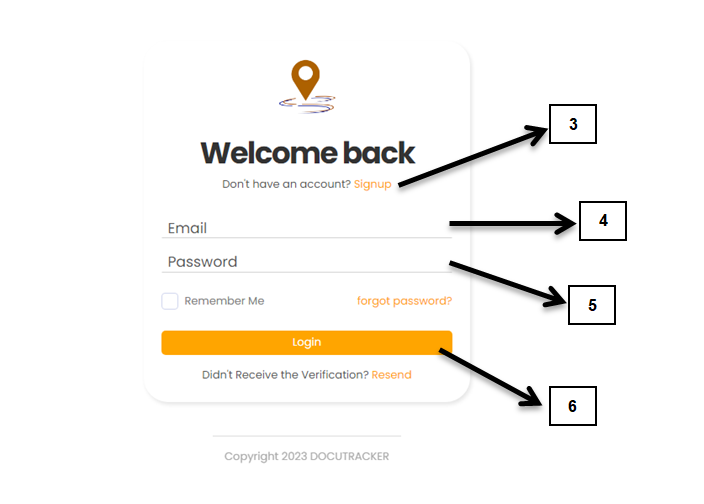 Welcome back
Don't have an account? Signup
3
Email
4
Password
5
Remember Me forgot password?
Login
6
Didn't Receive the Verification? Resend
Copyright 2023 DOCUTRACKER